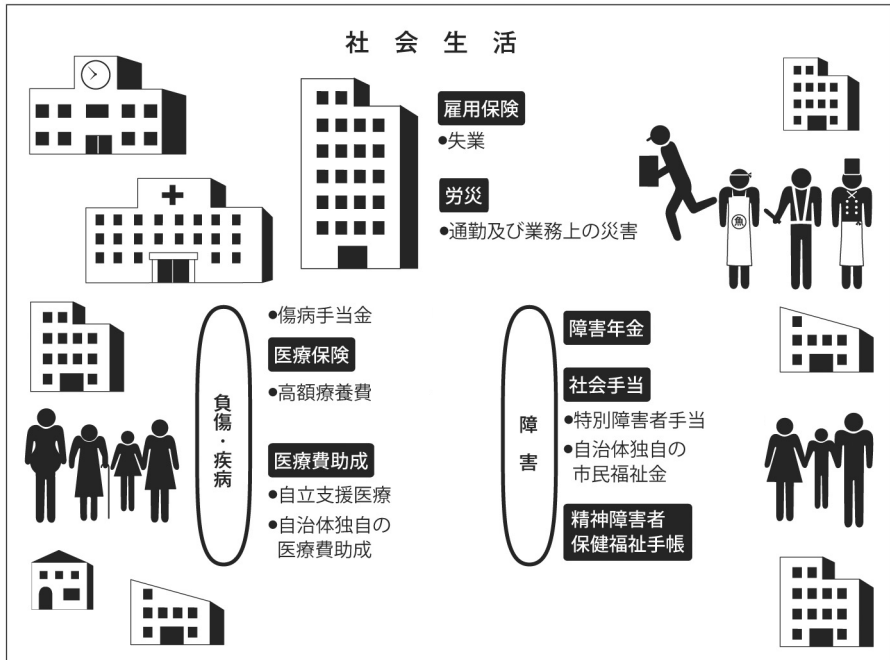 社会生活
雇用保険
●失業
労災
●通勤及び業務上の災害
魚
負傷・疾病
●傷病手当金
医療保険
●高額療養費
医療費助成
●自立支援医療
●自治体独自の
医療費助成
障害
障害年金
社会手当
●特別障害者手当
●自治体独自の
市民福祉金
精神障害者
保健福祉手帳